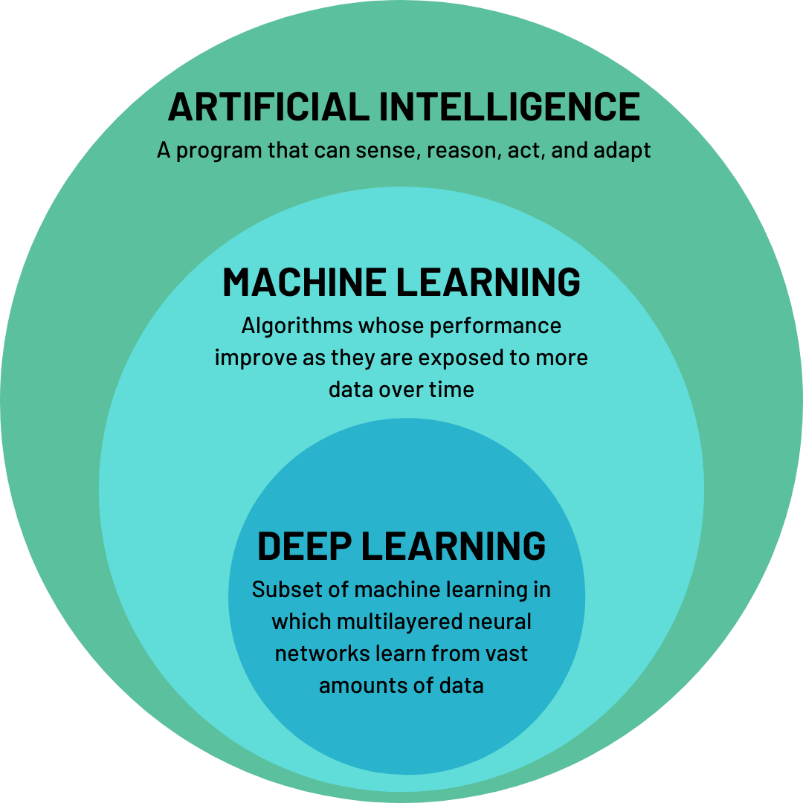 ARTIFICIAL INTELLIGENCE
A program that can sense, reason, act, and adapt
MACHINE LEARNING
Algorithms whose performance
improve as they are exposed to more
data over time
DEEP LEARNING
Subset of machine learning in
which multilayered neural
networks learn from vast
amounts of data